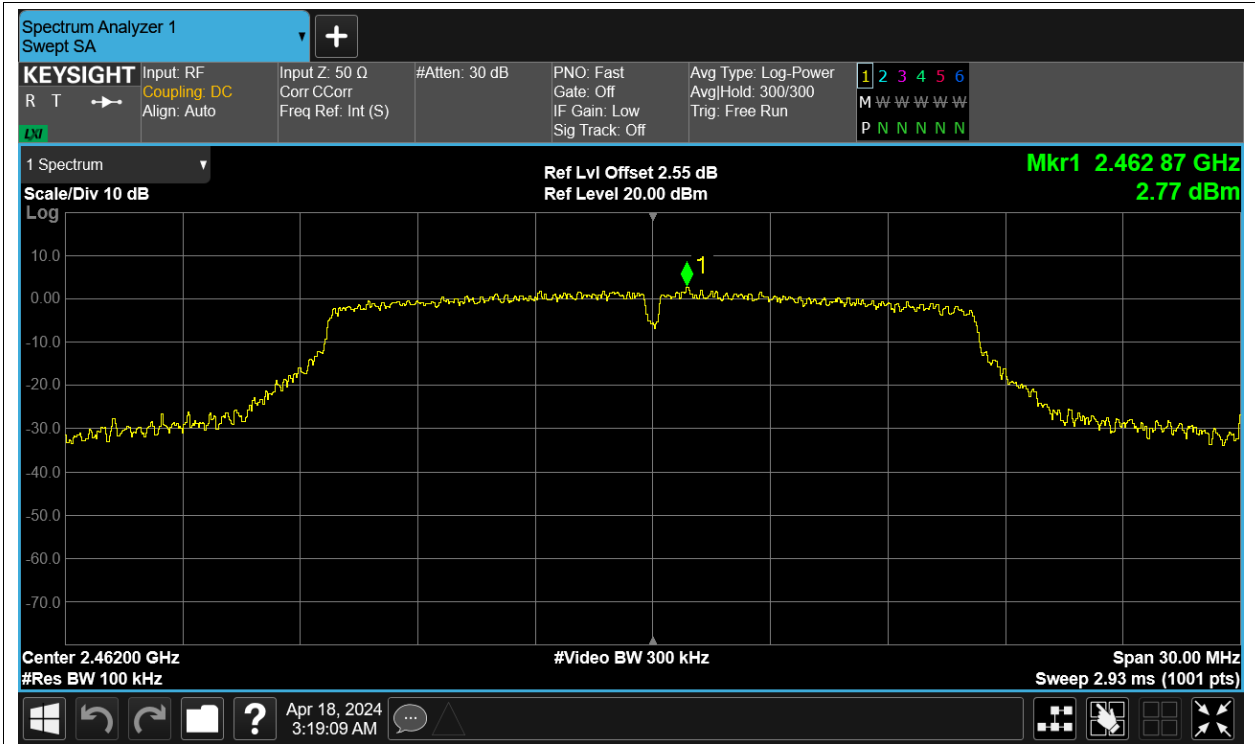 Spectrum Analyzer 1
Swept SA
KEYSIGHT
R T
LXI
Input: RF
Coupling: DC
Align: Auto
Input Z: 50 Ω
Corr CCorr
Freq Ref: Int (S)
#Atten: 30 dB
PNO: Fast
Gate: Off
IF Gain: Low
Sig Track: Off
Avg Type: Log-Power
Avg|Hold: 300/300
Trig: Free Run
1 2 3 4 5 6
M W W W W W
P N N N N N
1 Spectrum
Scale/Div 10 dB
Ref Lvl Offset 2.55 dB
Ref Level 20.00 dBm
Mkr1 2.462 87 GHz
2.77 dBm
Log
10.0
0.00
-10.0
-20.0
-30.0
-40.0
-50.0
-60.0
-70.0
1
Center 2.46200 GHz
#Res BW 100 kHz
#Video BW 300 kHz
Span 30.00 MHz
Sweep 2.93 ms (1001 pts)
?
Apr 18, 2024
3:19:09 AM